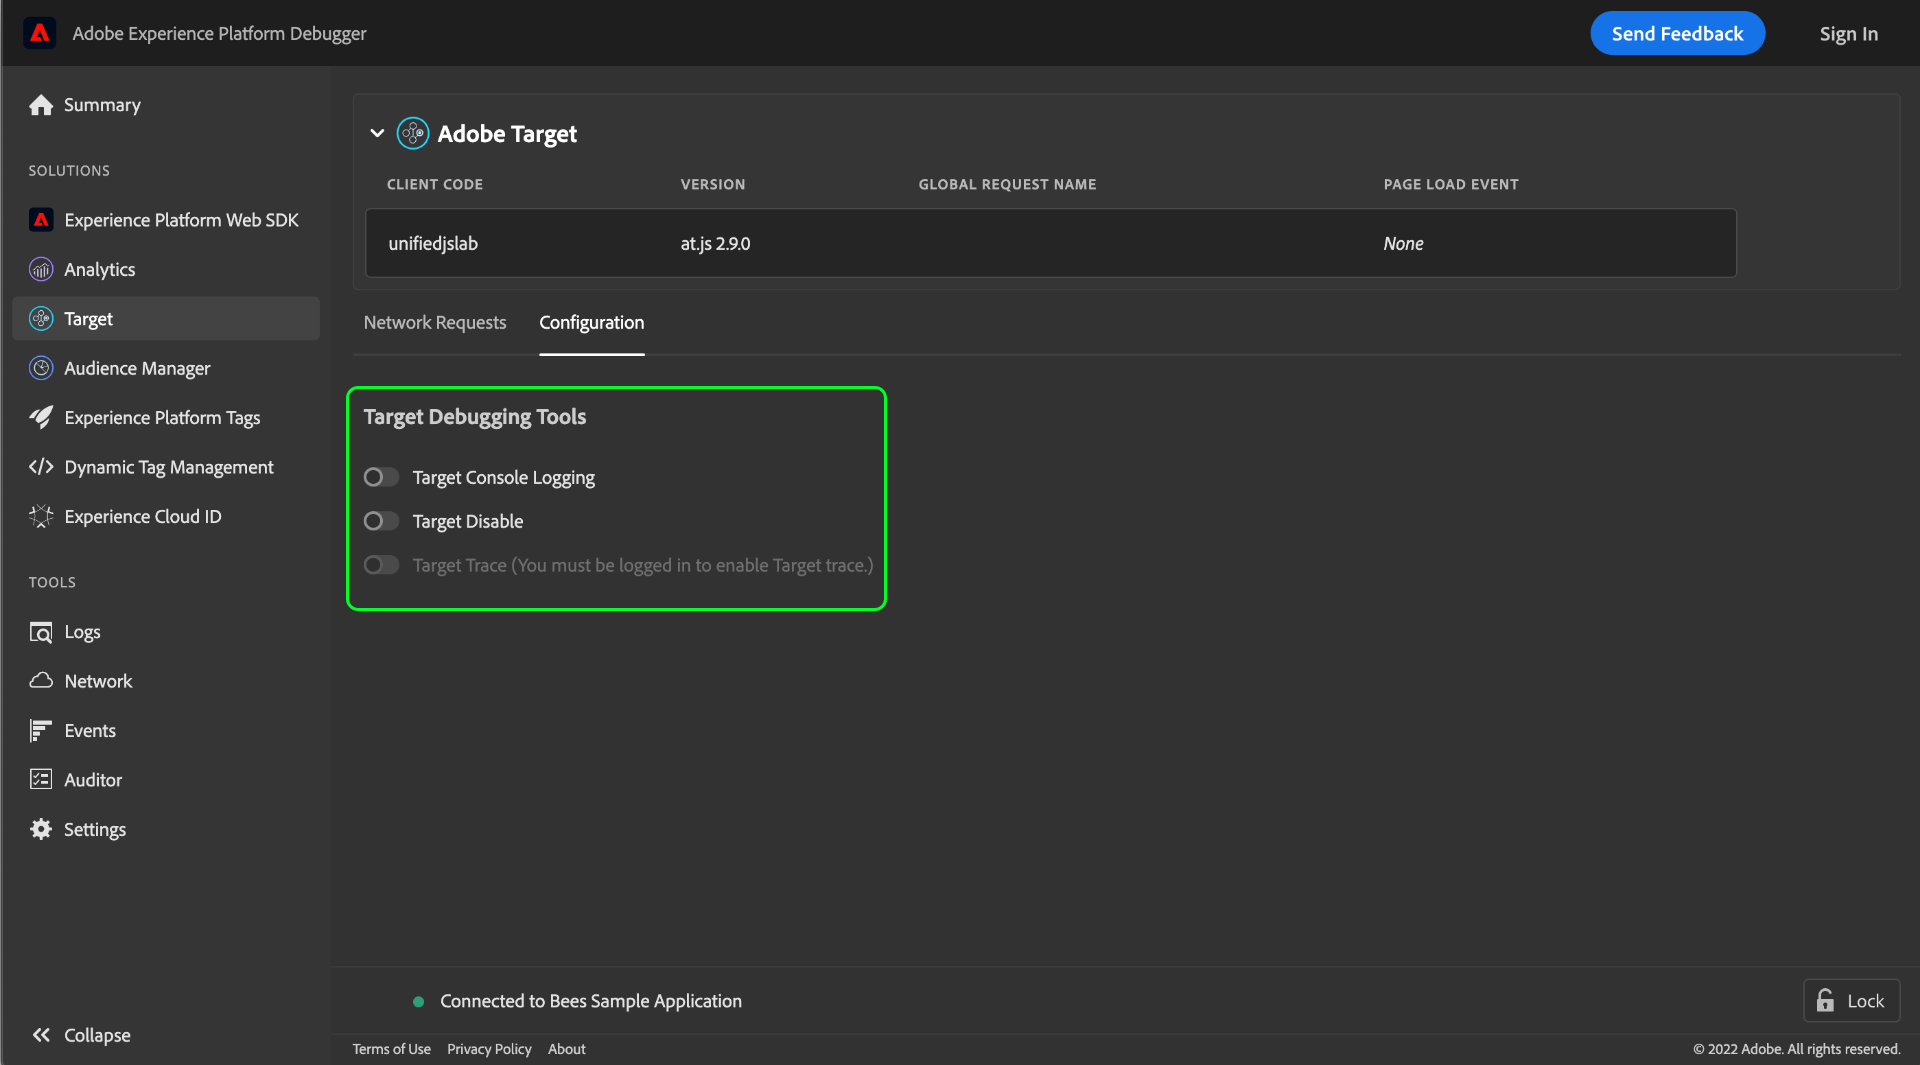 Adobe Experience Platform Debugger
Send Feedback
Sign In
Summary
SOLUTIONS
Experience Platform Web SDK
Analytics
Target
Audience Manager
Experience Platform Tags
Dynamic Tag Management
Experience Cloud ID
TOOLS
Logs
Network
Events
Auditor
Settings
Collapse
Adobe Target
CLIENT CODE VERSION GLOBAL REQUEST NAME PAGE LOAD EVENT
unifiedjslab at.js 2.9.0 None
Network Requests Configuration
Target Debugging Tools
Target Console Logging
Target Disable
Target Trace (You must be logged in to enable Target trace.)
Connected to Bees Sample Application
Lock
Terms of Use Privacy Policy About
© 2022 Adobe. All rights reserved.